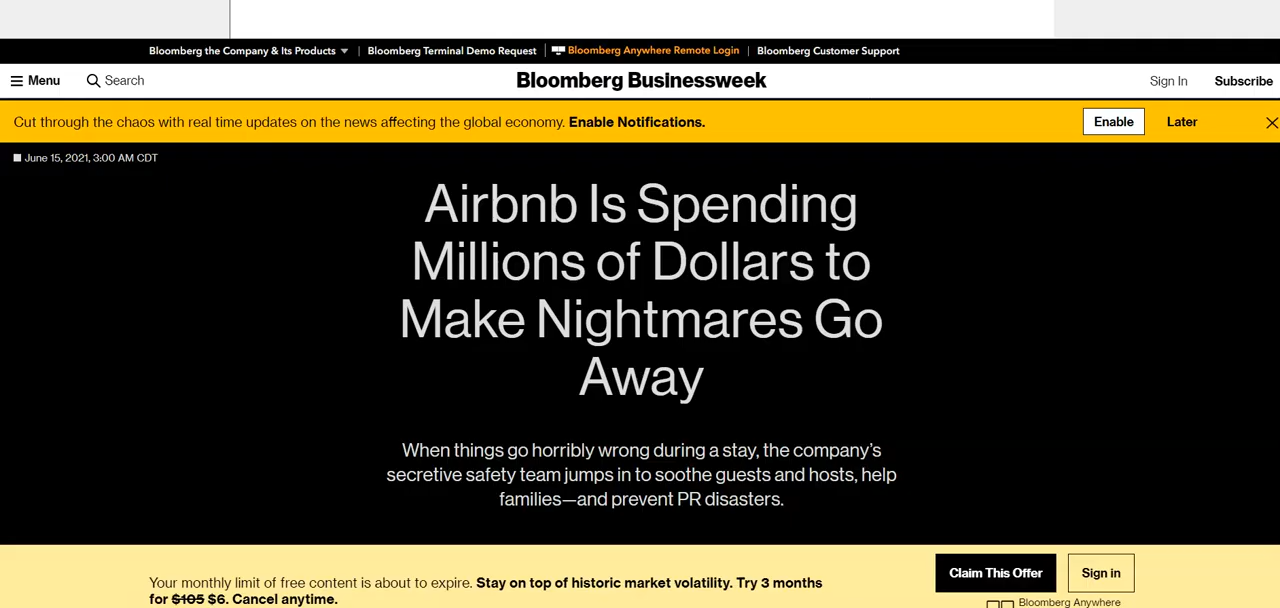 Bloomberg the Company & Its Products | Bloomberg Terminal Demo Request | Bloomberg Anywhere Remote Login | Bloomberg Customer Support
Menu Search Bloomberg Businessweek Sign In Subscribe
Cut through the chaos with real time updates on the news affecting the global economy. Enable Notifications. Enable Later
June 15, 2021, 3:00 AM CDT
Airbnb Is Spending
Millions of Dollars to
Make Nightmares Go
Away
When things go horribly wrong during a stay, the company's
secretive safety team jumps in to soothe guests and hosts, help
families—and prevent PR disasters.
Your monthly limit of free content is about to expire. Stay on top of historic market volatility. Try 3 months
for $105 $6. Cancel anytime.
Claim This Offer Sign in
Bloomberg Anywhere